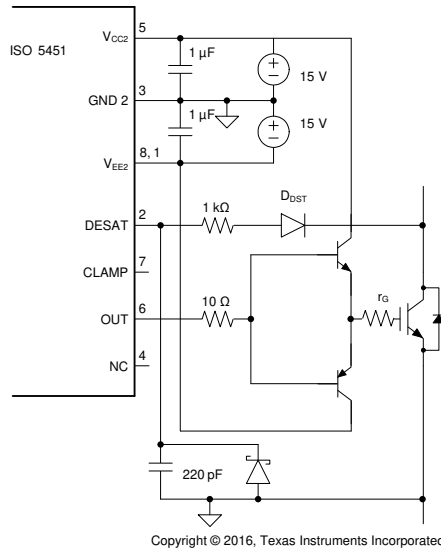 VCC2
5
ISO 5451
1 µF
15 V
GND 2
3
1 µF
15 V
VEE2
8, 1
DDST
DESAT
2
1 kΩ
CLAMP
7
OUT
6
10 Ω
rG
NC
4
220 pF
Copyright © 2016, Texas Instruments Incorporated